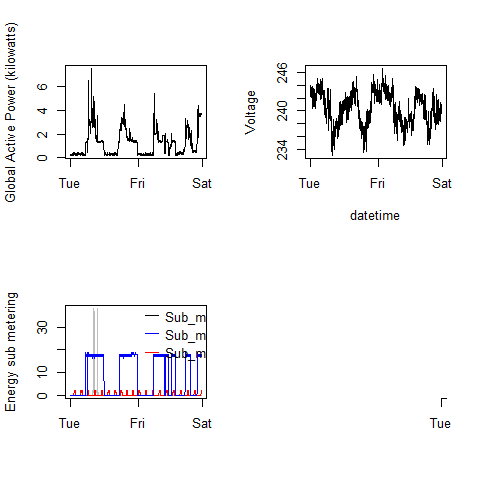 Global Active Power (kilowatts)
6
4
2
0
Tue Fri Sat
Voltage
246
240
234
Tue Fri Sat
datetime
Energy sub metering
30
10
0
Sub_m
Sub_m
Sub_m
Tue Fri Sat
Tue